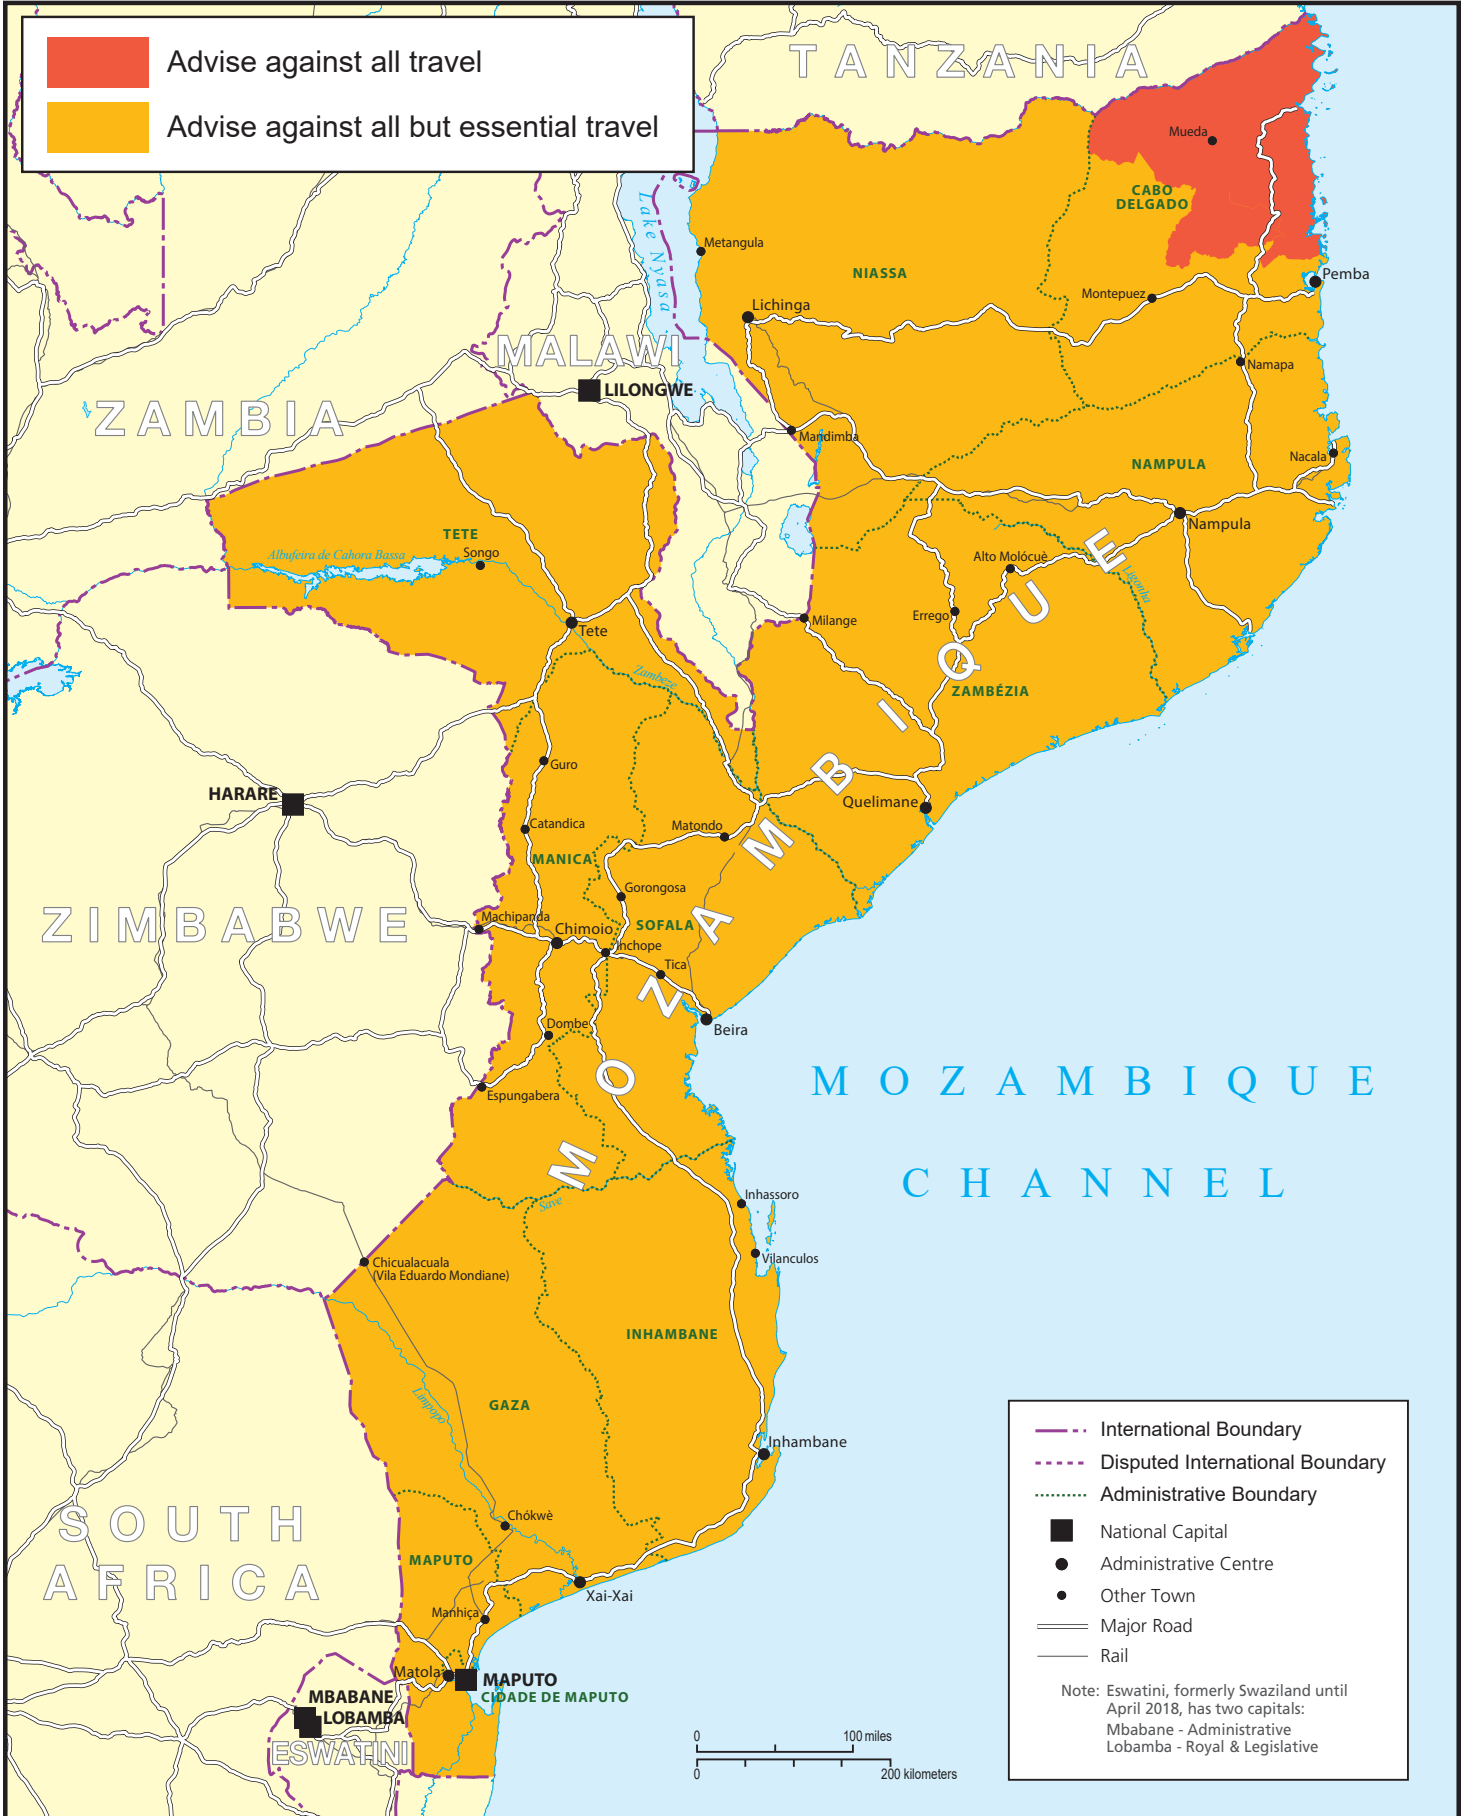 Advise against all travel
Advise against all but essential travel
TANZANIA
Mueda
CABO
DELGADO
Lake Nyasa
Metangula
NIASSA
Pemba
Montepuez
Lichinga
MALAWI
LILONGWE
Namapa
ZAMBIA
Mandimba
NAMPULA
Nacala
Nampula
TETE
Albufeira de Cahora Bassa
Songo
Alto Molócuè
Ligonha
Errego
Milange
Tete
Zambeze
ZAMBÉZIA
MOZAMBIQUE
Guro
HARARE
Quelimane
Catandica
Matondo
MANICA
Gorongosa
ZIMBABWE
Machipanda
Chimoio
SOFALA
Inchope
Tica
Dombe
Beira
MOZAMBIQUE
CHANNEL
Espungabera
Save
Inhassoro
Vilanculos
Chicualacuala
(Vila Eduardo Mondiane)
INHAMBANE
Limpopo
GAZA
Inhambane
SOUTH
AFRICA
Chókwè
MAPUTO
Xai-Xai
Manhiça
Matola
MAPUTO
CIDADE DE MAPUTO
MBABANE
LOBAMBA
ESWATINI
0 100 miles
0 200 kilometers
International Boundary
Disputed International Boundary
Administrative Boundary
National Capital
Administrative Centre
Other Town
Major Road
Rail
Note: Eswatini, formerly Swaziland until
April 2018, has two capitals:
Mbabane - Administrative
Lobamba - Royal & Legislative